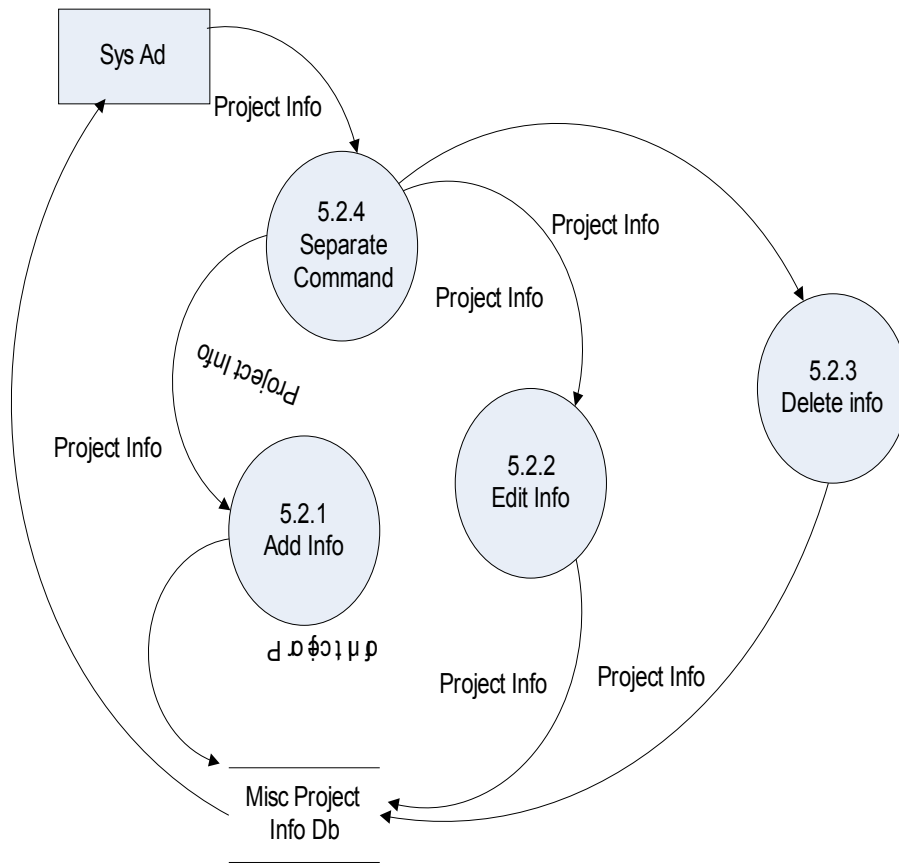 Sys Ad
Project Info
5.2.4
Separate
Command
Project Info
Project Info
5.2.3
Delete info
Project Info
Project Info
5.2.2
Edit Info
5.2.1
Add Info
Project Info
Project Info
Project Info
Misc Project
Info Db